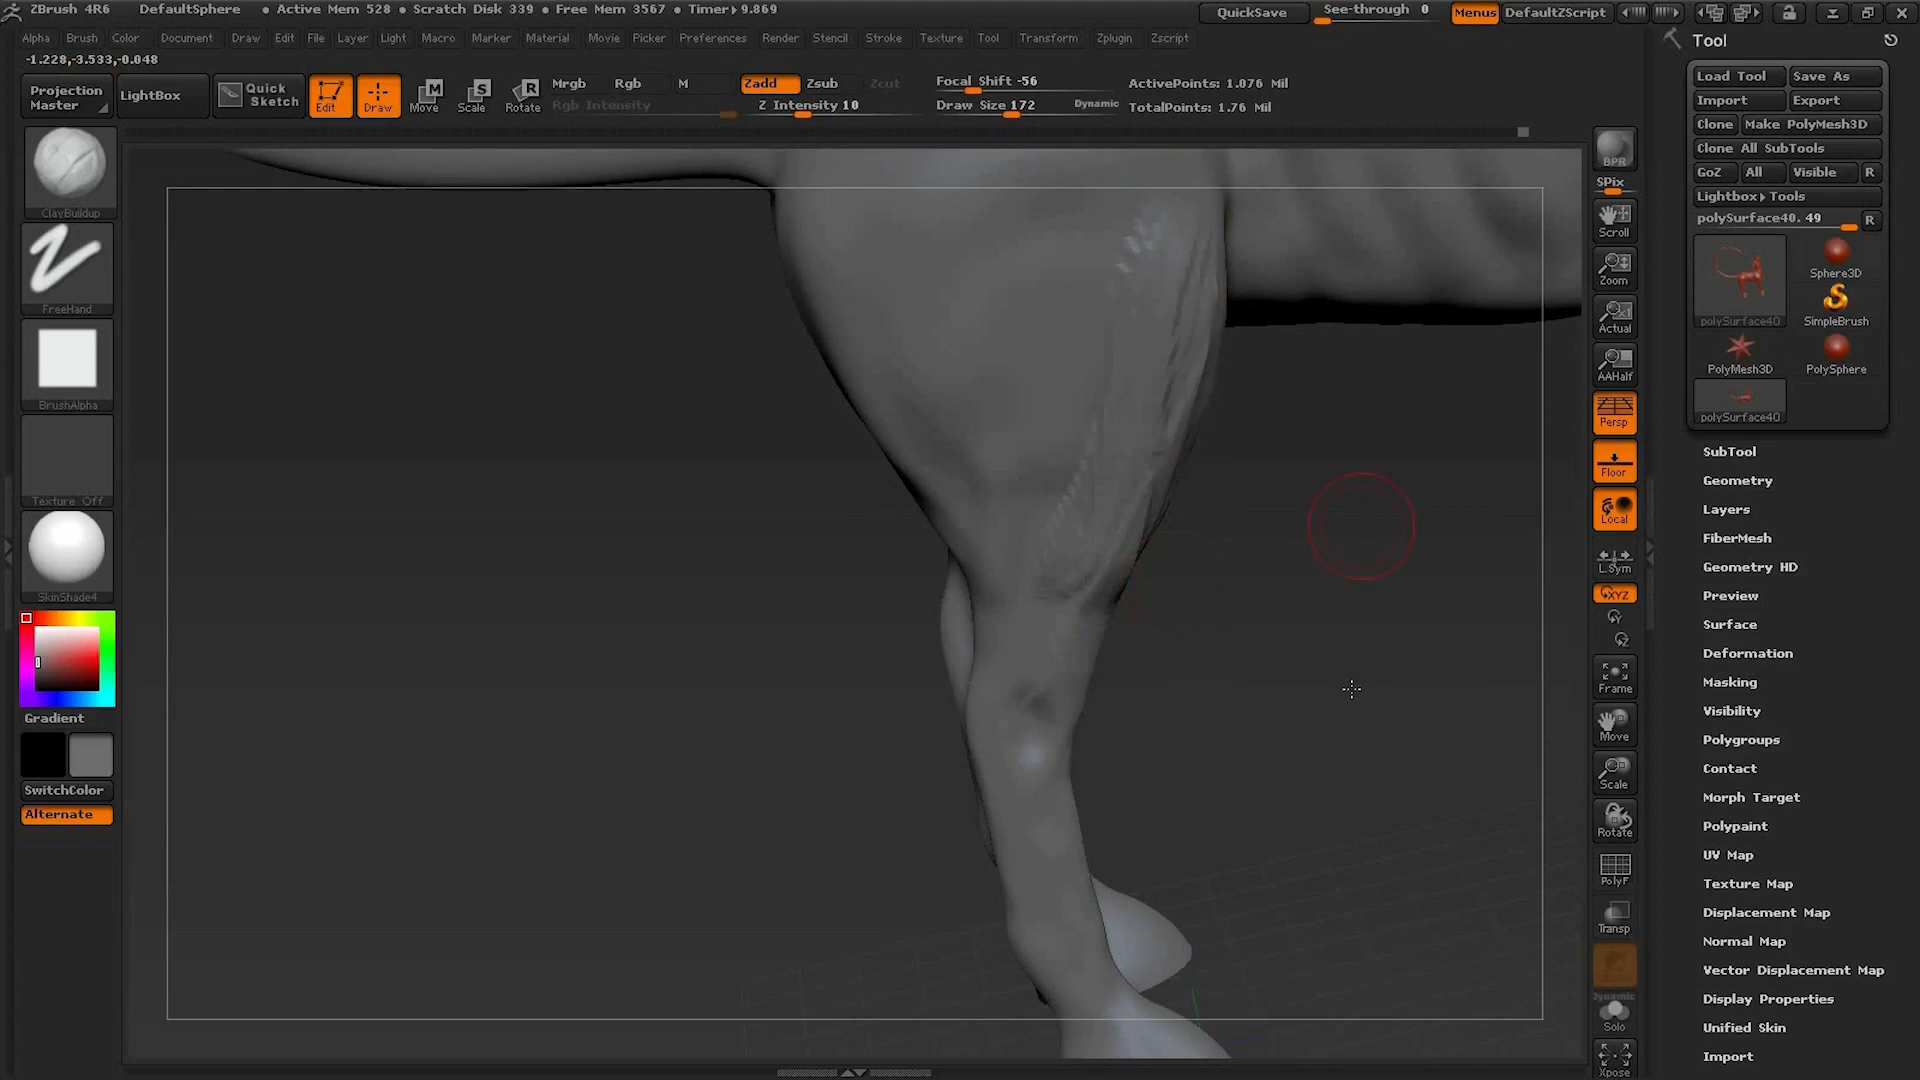 ZBrush 4R6 DefaultSphere ● Active Mem 528 ● Scratch Disk 339 ● Free Mem 3567 ● Timer▸9.869 QuickSave See-through 0 Menus DefaultZScript
Alpha Brush Color Document Draw Edit File Layer Light Macro Marker Material Movie Picker Preferences Render Stencil Stroke Texture Tool Transform Zplugin Zscript
-1.228,-3.533,-0.048
Projection Master
LightBox
Quick Sketch
Edit
Draw
Move
Scale
Rotate
Mrgb Rgb M
Rgb Intensity
Zadd Zsub Zcut
Z Intensity 10
Focal Shift -56
Draw Size 172 Dynamic
ActivePoints: 1.076 Mil
TotalPoints: 1.76 Mil
ClayBuildup
FreeHand
BrushAlpha
Texture Off
SkinShade4
Gradient
SwitchColor
Alternate
BPR
SPix
Scroll
Zoom
Actual
AAHalf
Persp
Floor
Local
L.Sym
XYZ
Frame
Move
Scale
Rotate
PolyF
Transp
Dynamic
Solo
Xpose
Tool
Load Tool Save As
Import Export
Clone Make PolyMesh3D
Clone All SubTools
GoZ All Visible R
Lightbox▸Tools
polySurface40. 49 R
polySurface40
Sphere3D
SimpleBrush
PolyMesh3D
PolySphere
polySurface40
SubTool
Geometry
Layers
FiberMesh
Geometry HD
Preview
Surface
Deformation
Masking
Visibility
Polygroups
Contact
Morph Target
Polypaint
UV Map
Texture Map
Displacement Map
Normal Map
Vector Displacement Map
Display Properties
Unified Skin
Import